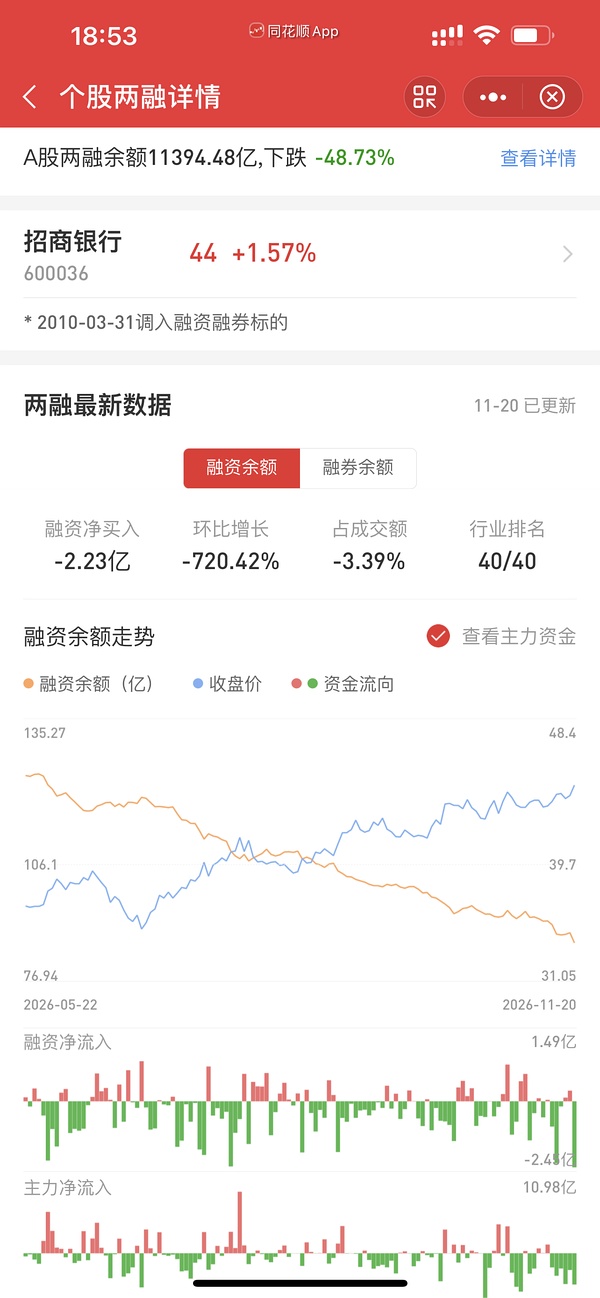 18:53
同花顺App
个股两融详情
A股两融余额11394.48亿,下跌 -48.73% 查看详情
招商银行 44 +1.57%
600036
* 2010-03-31调入融资融券标的
两融最新数据 11-20 已更新
融资余额 融券余额
融资净买入 环比增长 占成交额 行业排名
-2.23亿 -720.42% -3.39% 40/40
融资余额走势 查看主力资金
融资余额（亿） 收盘价 资金流向
135.27 48.4
106.1 39.7
76.94 31.05
2026-05-22 2026-11-20
融资净流入 1.49亿
-2.45亿
主力净流入 10.98亿